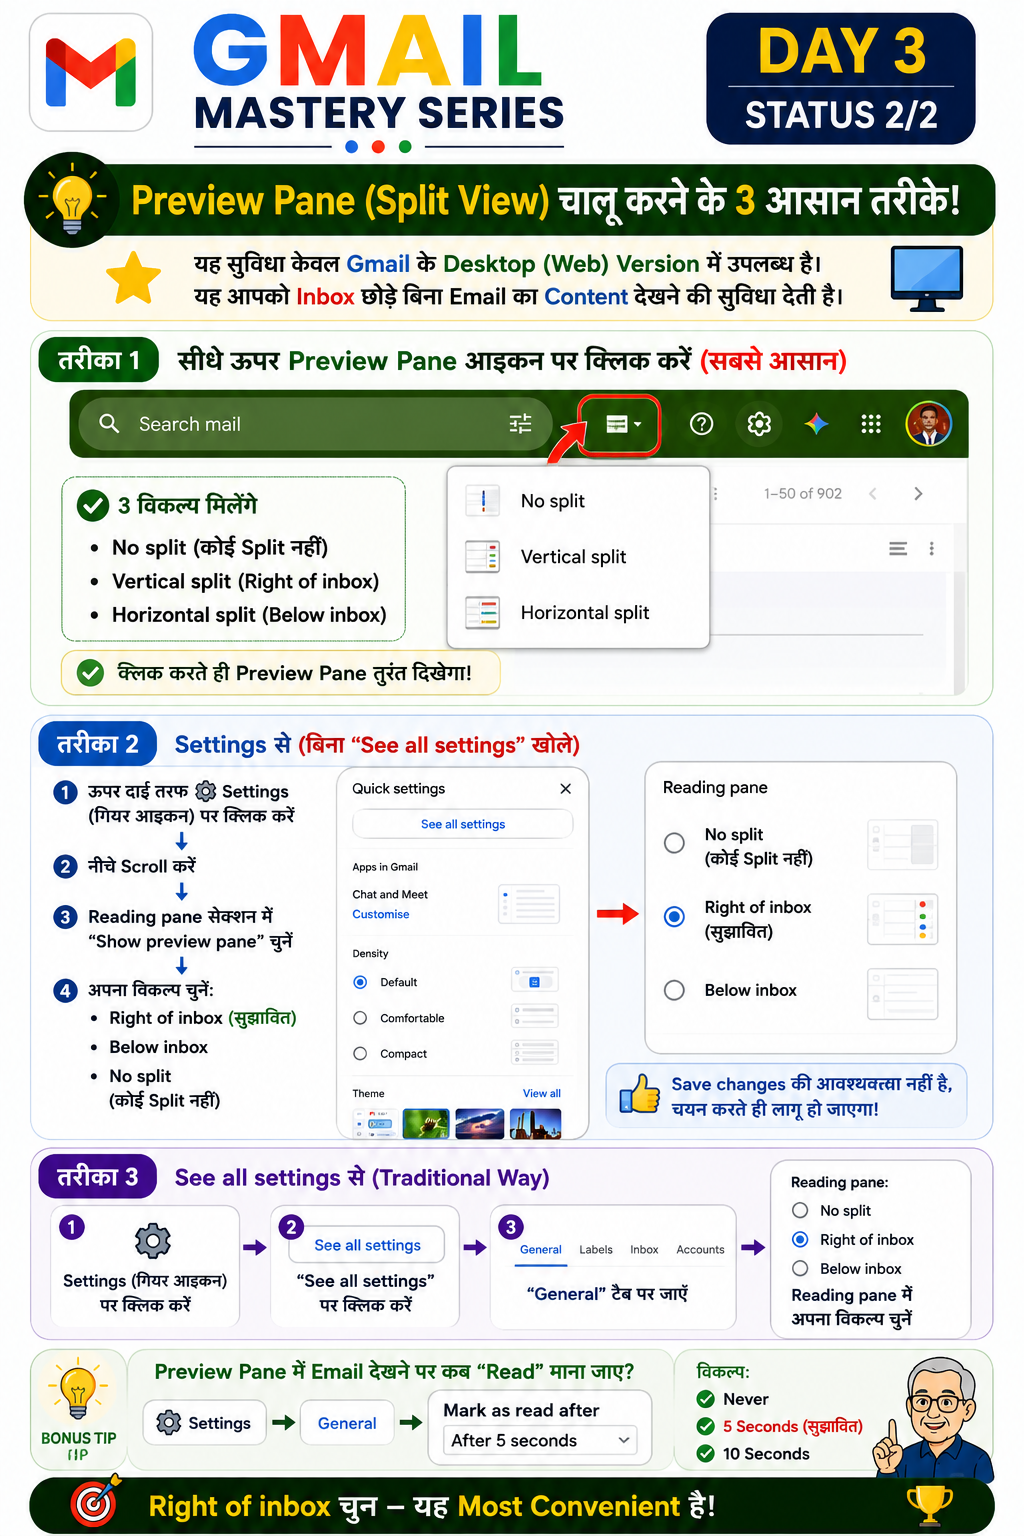 GMAIL
MASTERY SERIES
DAY 3
STATUS 2/2
Preview Pane (Split View) चालू करने के 3 आसान तरीके!
यह सुविधा केवल Gmail के Desktop (Web) Version में उपलब्ध है।
यह आपको Inbox छोड़े बिना Email का Content देखने की सुविधा देती है।
तरीका 1
सीधे ऊपर Preview Pane आइकन पर क्लिक करें (सबसे आसान)
Search mail
3 विकल्प मिलेंगे
• No split (कोई Split नहीं)
• Vertical split (Right of inbox)
• Horizontal split (Below inbox)
No split
Vertical split
Horizontal split
1–50 of 902
क्लिक करते ही Preview Pane तुरंत दिखेगा!
तरीका 2
Settings से (बिना “See all settings” खोले)
1 ऊपर दाई तरफ Settings
(गियर आइकन) पर क्लिक करें
2 नीचे Scroll करें
3 Reading pane सेक्शन में
“Show preview pane” चुनें
4 अपना विकल्प चुनें:
• Right of inbox (सुझावित)
• Below inbox
• No split
(कोई Split नहीं)
Quick settings
See all settings
Apps in Gmail
Chat and Meet
Customise
Density
Default
Comfortable
Compact
Theme
View all
Reading pane
No split
(कोई Split नहीं)
Right of inbox
(सुझावित)
Below inbox
Save changes की आवश्यकता नहीं है,
चयन करते ही लागू हो जाएगा!
तरीका 3
See all settings से (Traditional Way)
1
Settings (गियर आइकन)
पर क्लिक करें
2
See all settings
“See all settings”
पर क्लिक करें
3
General Labels Inbox Accounts
“General” टैब पर जाएँ
Reading pane:
No split
Right of inbox
Below inbox
Reading pane में
अपना विकल्प चुनें
BONUS TIP
Preview Pane में Email देखने पर कब “Read” माना जाए?
Settings
General
Mark as read after
After 5 seconds
विकल्प:
Never
5 Seconds (सुझावित)
10 Seconds
Right of inbox चुन – यह Most Convenient है!